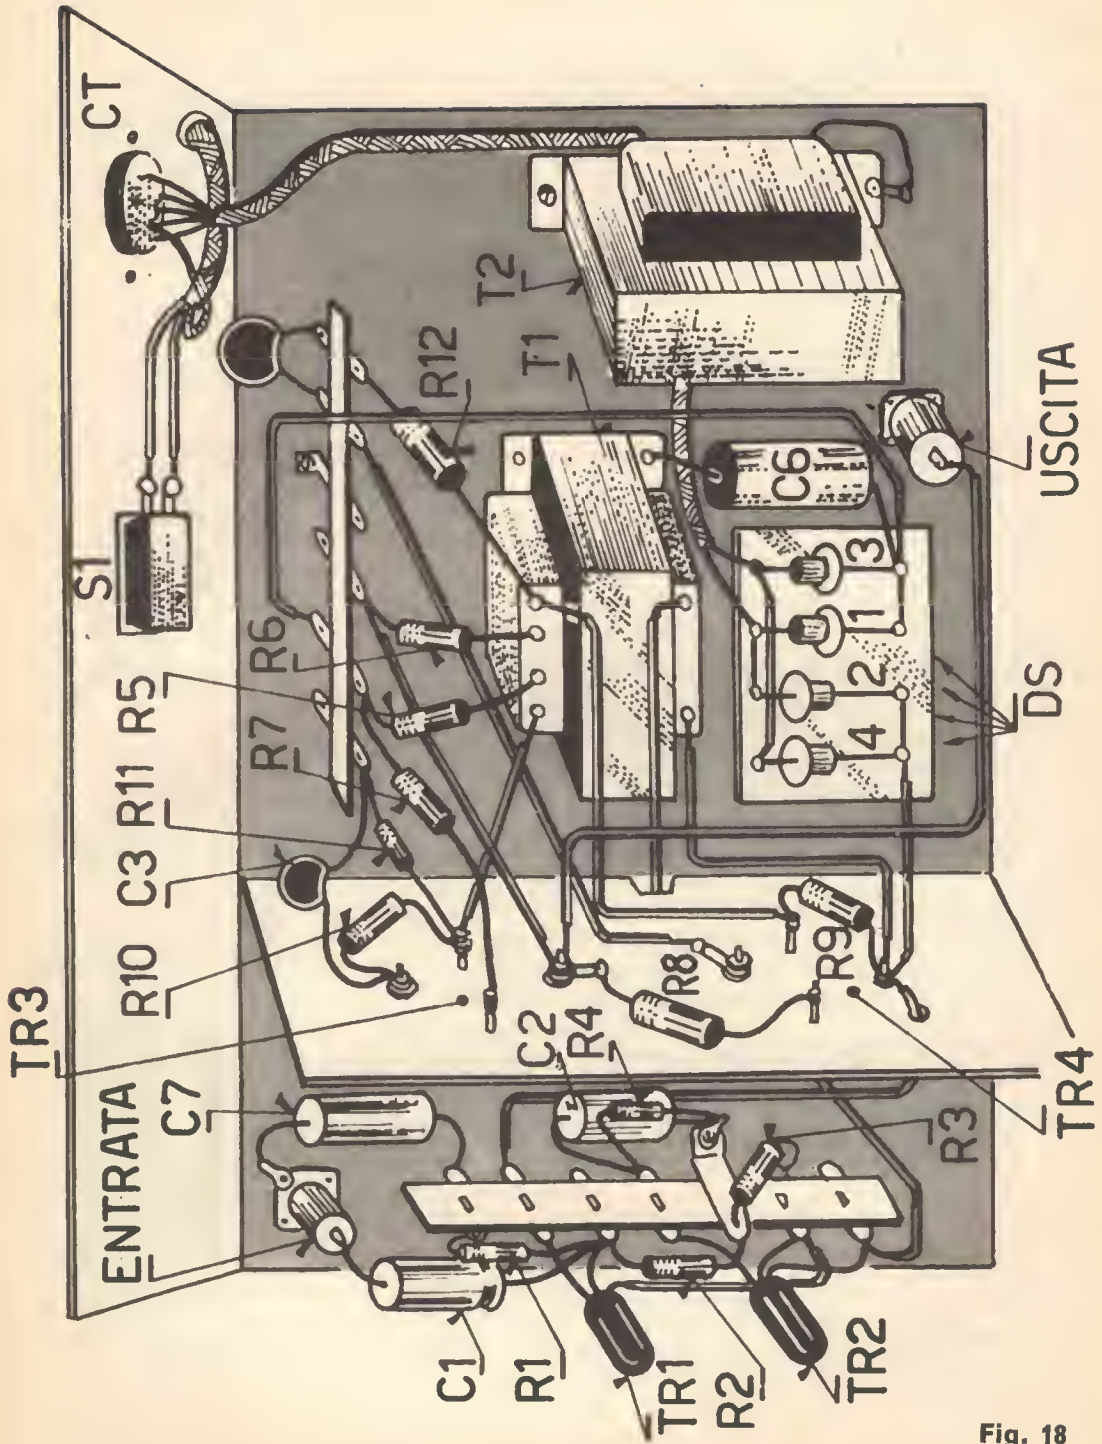 CT
S1
T2
R12
T1
R6
R5
R11
R7
C3
R10
TR3
C6
3
1
2
4
USCITA
DS
R8
R9
C2
R4
TR4
R3
ENTRATA
C7
C1
R1
TR1
R2
TR2
Fig. 18